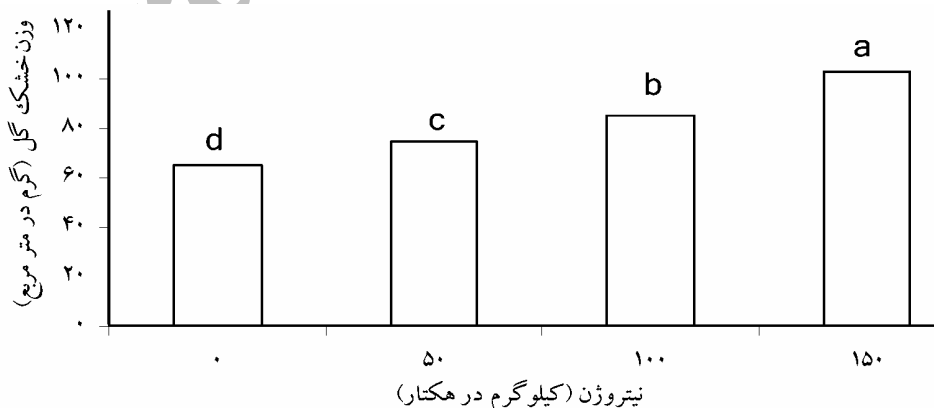 وزن خشک گل (گرم در متر مربع)
۱۲۰
۱۰۰
۸۰
۶۰
۴۰
۲۰
۰
d
c
b
a
۰ ۵۰ ۱۰۰ ۱۵۰
نیتروژن (کیلوگرم در هکتار)